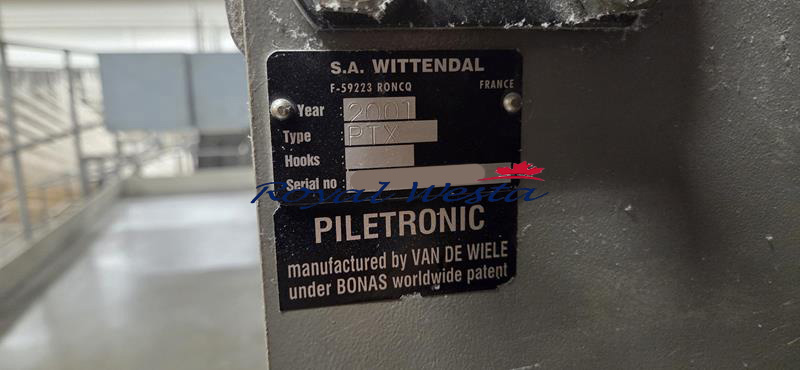 S.A. WITTENDAL
F-59223 RONCQ FRANCE
Year 2001
Type PTX
Hooks
Serial no
Royal Westa
PILETRONIC
manufactured by VAN DE WIELE
under BONAS worldwide patent